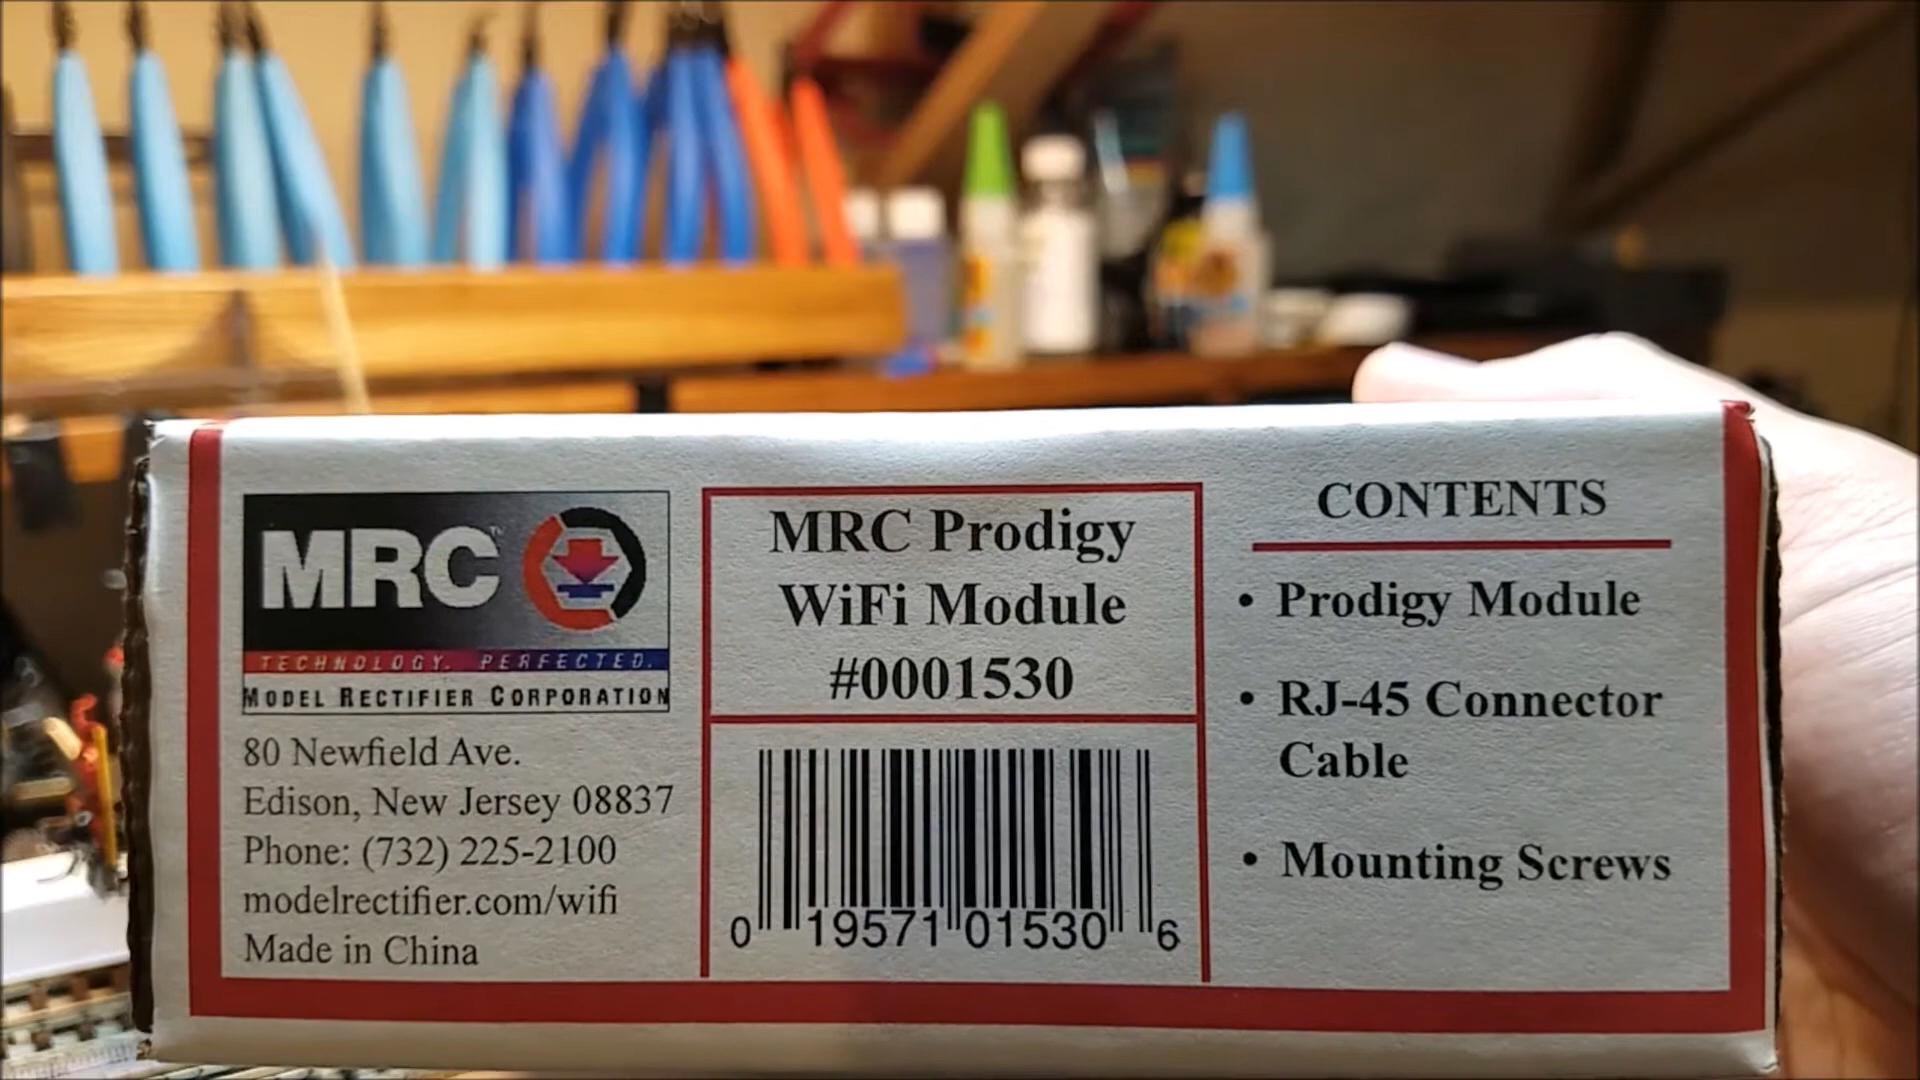 MRC™
TECHNOLOGY. PERFECTED.
MODEL RECTIFIER CORPORATION
80 Newfield Ave.
Edison, New Jersey 08837
Phone: (732) 225-2100
modelrectifier.com/wifi
Made in China
MRC Prodigy
WiFi Module
#0001530
0 19571 01530 6
CONTENTS
• Prodigy Module
• RJ-45 Connector
Cable
• Mounting Screws